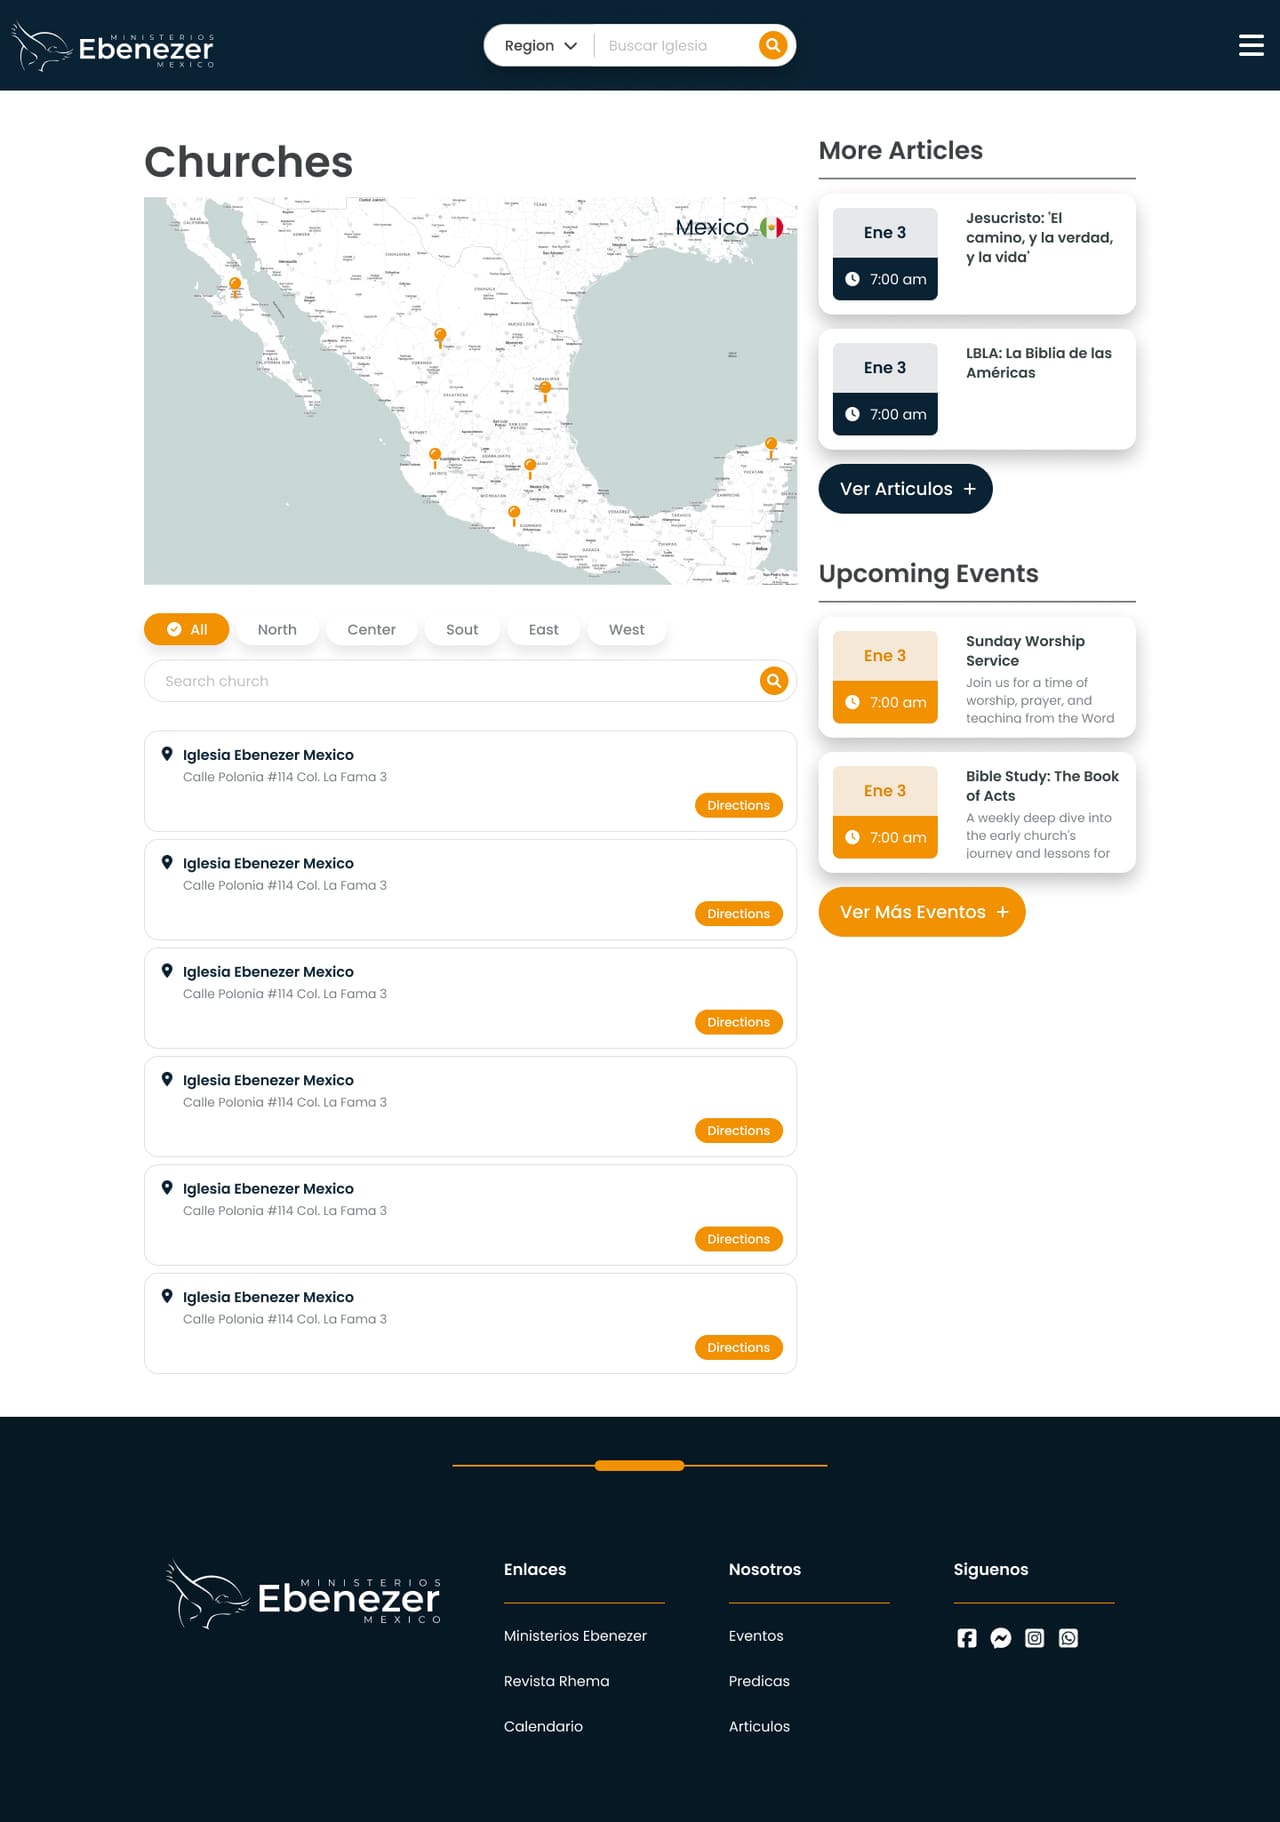 MINISTERIOS
Ebenezer
MEXICO
Region
Buscar Iglesia
Churches
Mexico
All
North
Center
Sout
East
West
Search church
Iglesia Ebenezer Mexico
Calle Polonia #114 Col. La Fama 3
Directions
Iglesia Ebenezer Mexico
Calle Polonia #114 Col. La Fama 3
Directions
Iglesia Ebenezer Mexico
Calle Polonia #114 Col. La Fama 3
Directions
Iglesia Ebenezer Mexico
Calle Polonia #114 Col. La Fama 3
Directions
Iglesia Ebenezer Mexico
Calle Polonia #114 Col. La Fama 3
Directions
Iglesia Ebenezer Mexico
Calle Polonia #114 Col. La Fama 3
Directions
More Articles
Ene 3
7:00 am
Jesucristo: 'El
camino, y la verdad,
y la vida'
Ene 3
7:00 am
LBLA: La Biblia de las
Américas
Ver Articulos +
Upcoming Events
Ene 3
7:00 am
Sunday Worship
Service
Join us for a time of
worship, prayer, and
teaching from the Word
Ene 3
7:00 am
Bible Study: The Book
of Acts
A weekly deep dive into
the early church's
journey and lessons for
Ver Más Eventos +
MINISTERIOS
Ebenezer
MEXICO
Enlaces
Ministerios Ebenezer
Revista Rhema
Calendario
Nosotros
Eventos
Predicas
Articulos
Siguenos